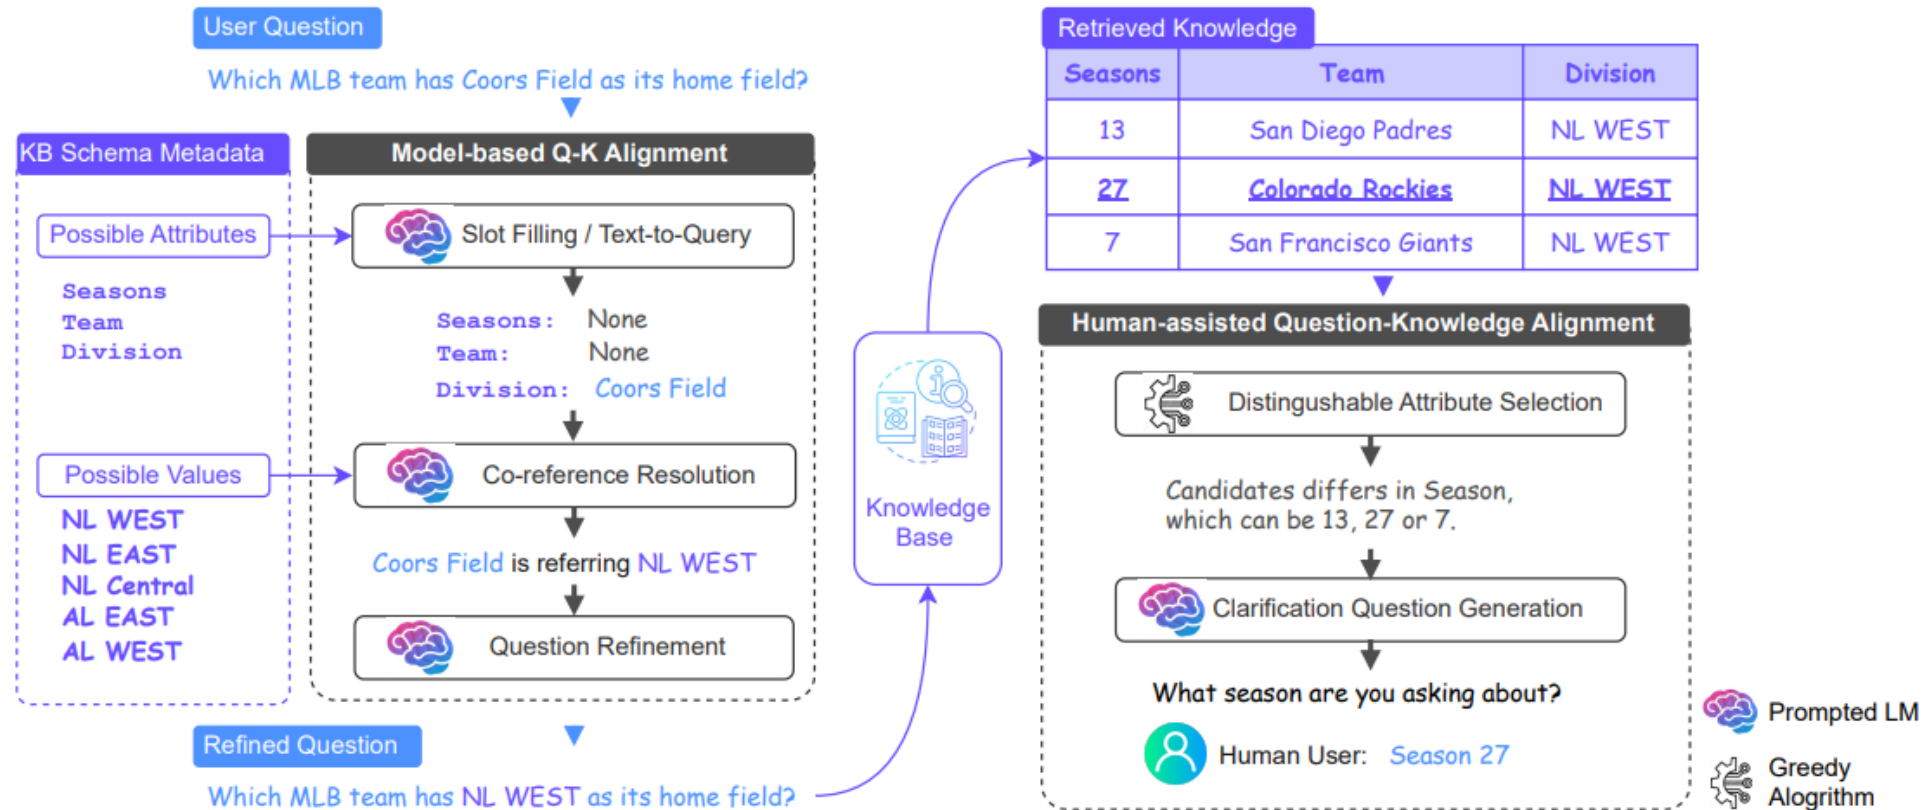 User Question
Which MLB team has Coors Field as its home field?
KB Schema Metadata
Possible Attributes
Seasons
Team
Division
Possible Values
NL WEST
NL EAST
NL Central
AL EAST
AL WEST
Model-based Q-K Alignment
Slot Filling / Text-to-Query
Seasons: None
Team: None
Division: Coors Field
Co-reference Resolution
Coors Field is referring NL WEST
Question Refinement
Refined Question
Which MLB team has NL WEST as its home field?
Knowledge
Base
Retrieved Knowledge
Seasons Team Division
13 San Diego Padres NL WEST
27 Colorado Rockies NL WEST
7 San Francisco Giants NL WEST
Human-assisted Question-Knowledge Alignment
Distingushable Attribute Selection
Candidates differs in Season,
which can be 13, 27 or 7.
Clarification Question Generation
What season are you asking about?
Human User: Season 27
Prompted LM
Greedy
Alogrithm